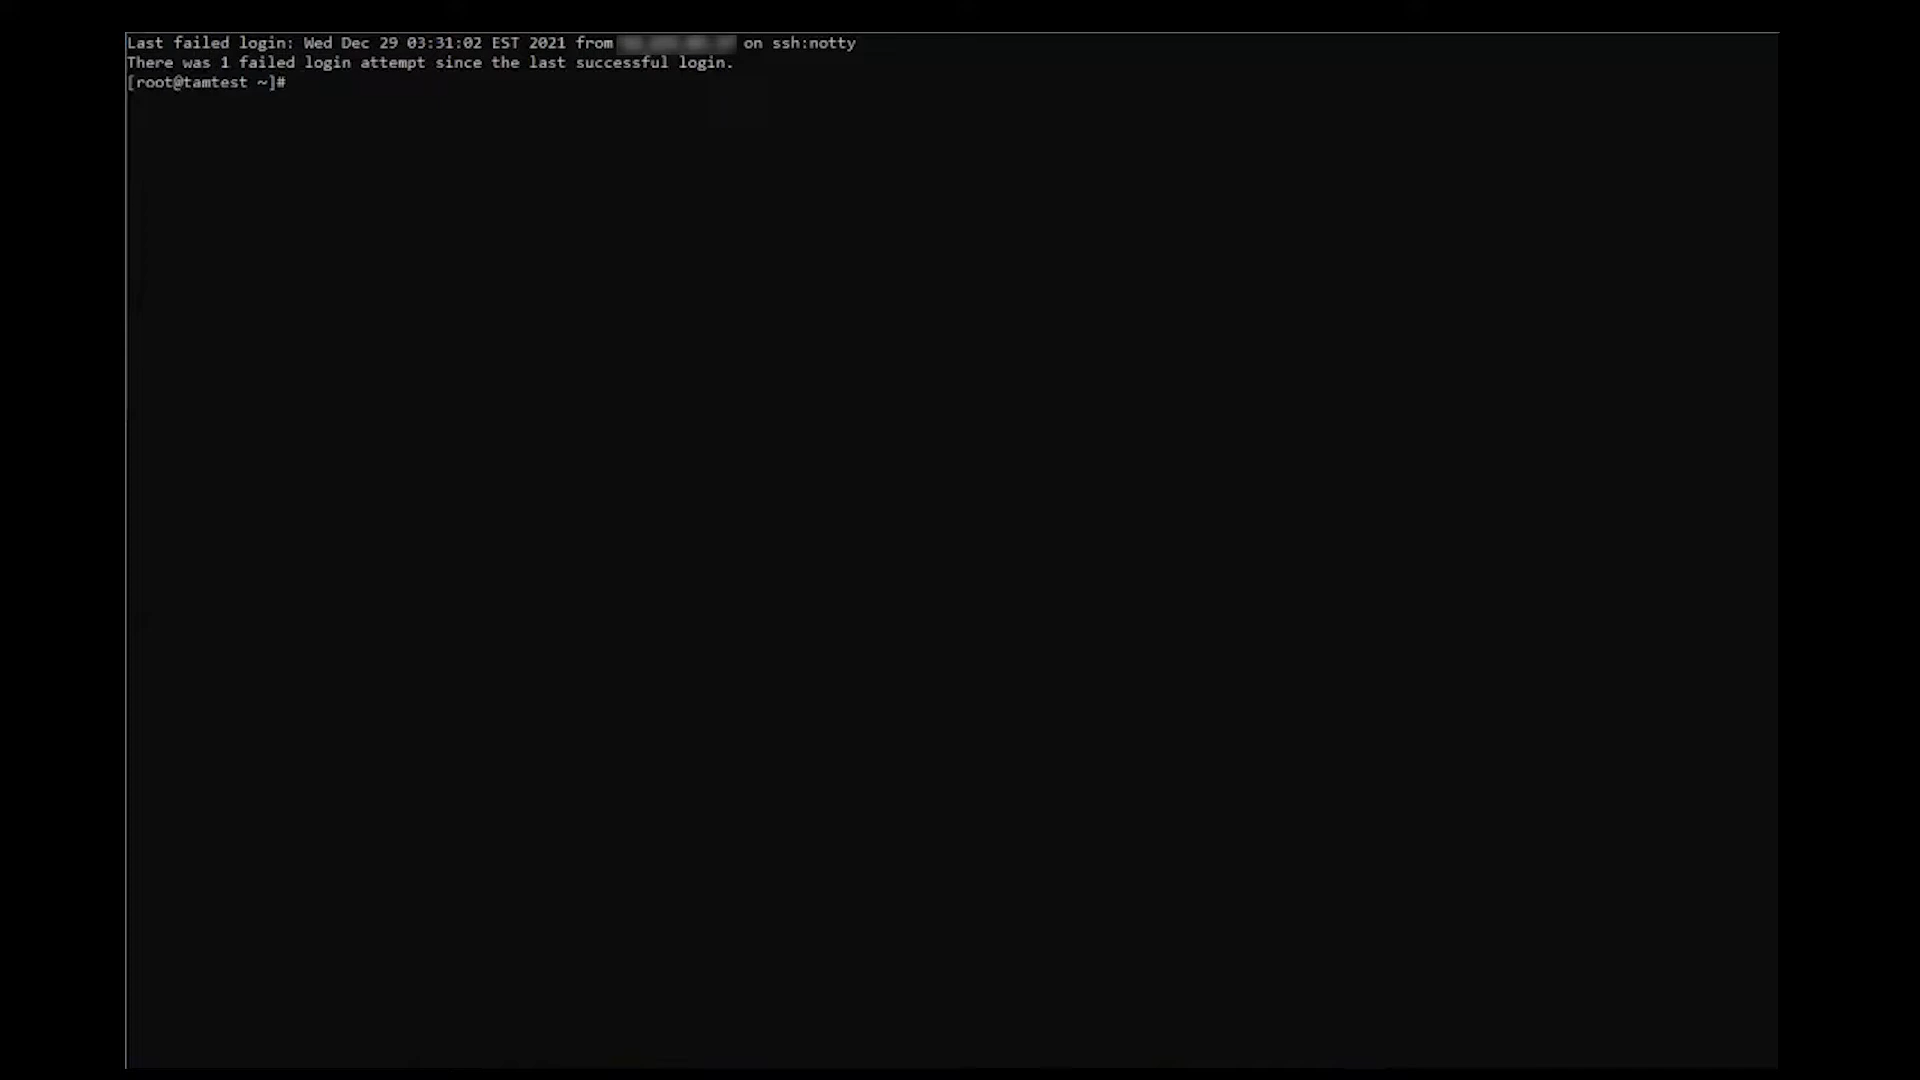 Last failed login: Wed Dec 29 03:31:02 EST 2021 from on ssh:notty
There was 1 failed login attempt since the last successful login.
[root@tamtest ~]#